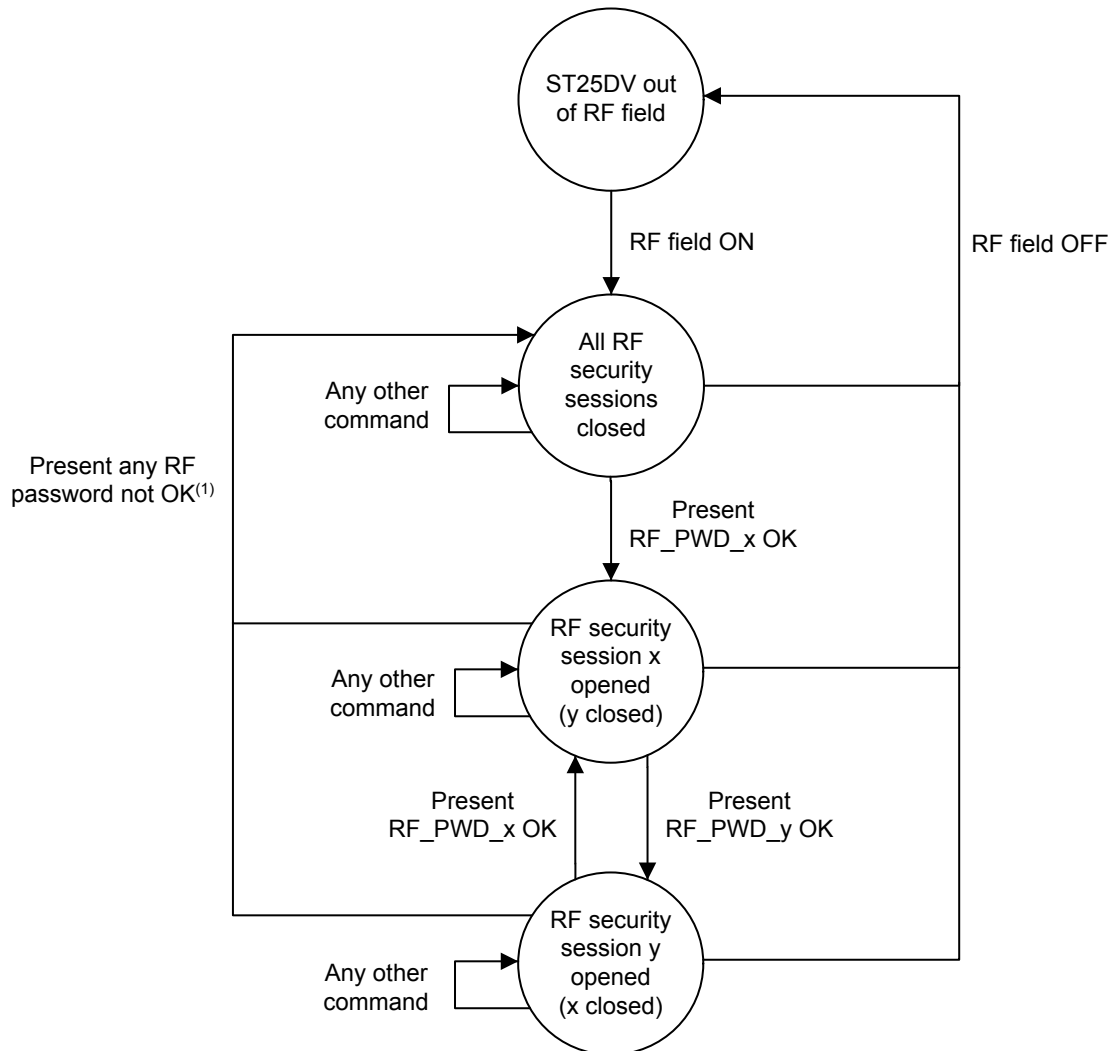 ST25DV out
of RF field
RF field ON
RF field OFF
All RF
security
sessions
closed
Any other
command
Present any RF
password not OK(1)
Present
RF_PWD_x OK
RF security
session x
opened
(y closed)
Any other
command
Present
RF_PWD_x OK
Present
RF_PWD_y OK
RF security
session y
opened
(x closed)
Any other
command